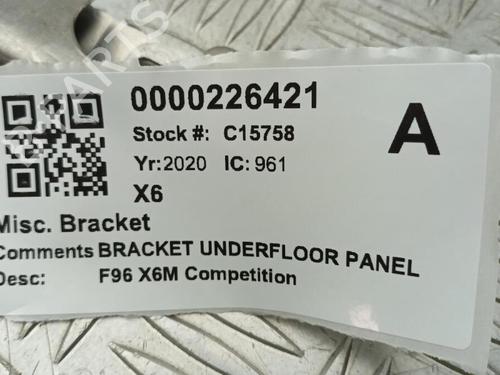 0000226421
A
Stock #: C15758
Yr:2020 IC:961
X6
Misc. Bracket
Comments BRACKET UNDERFLOOR PANEL
Desc: F96 X6M Competition